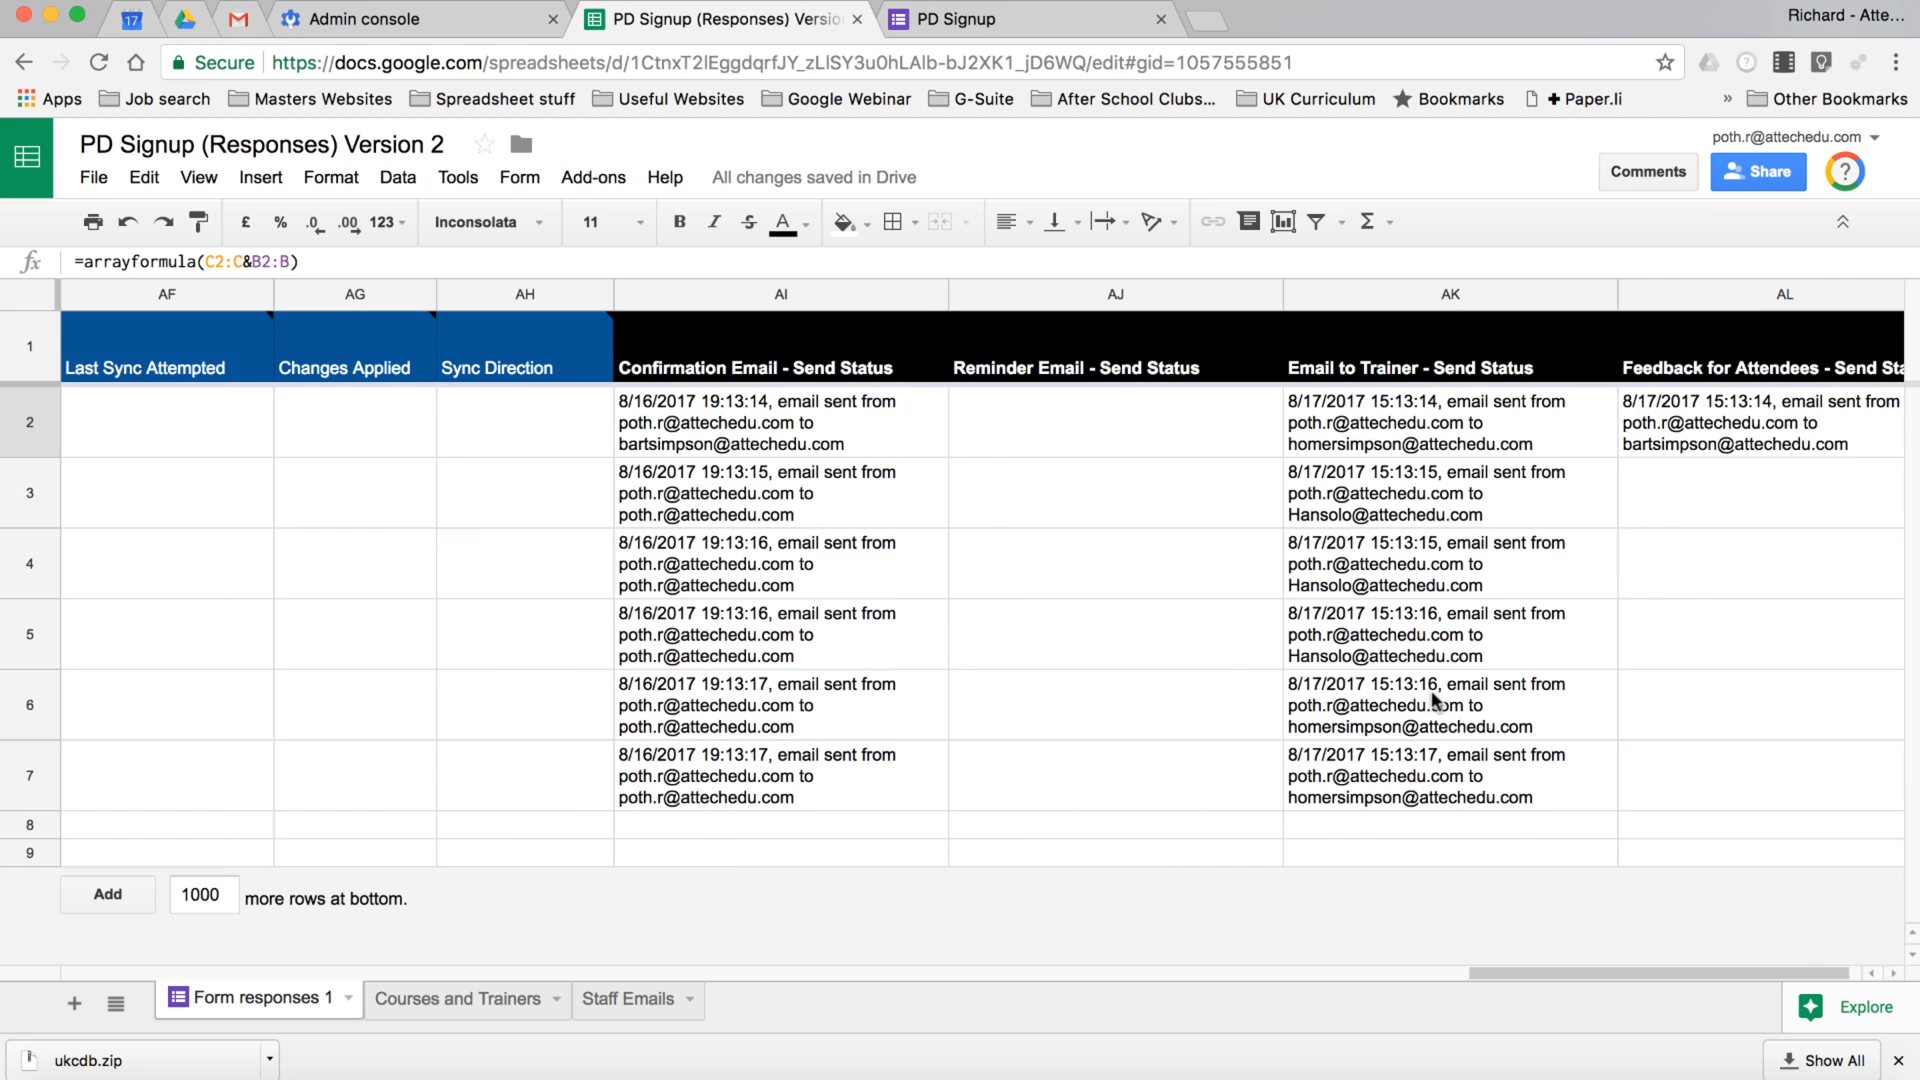 17
Admin console
PD Signup (Responses) Versio
PD Signup
Richard - Atte...
Secure
https://docs.google.com/spreadsheets/d/1CtnxT2lEggdqrfJY_zLlSY3u0hLAlb-bJ2XK1_jD6WQ/edit#gid=1057555851
Apps Job search Masters Websites Spreadsheet stuff Useful Websites Google Webinar G-Suite After School Clubs... UK Curriculum Bookmarks + Paper.li » Other Bookmarks
PD Signup (Responses) Version 2
poth.r@attechedu.com
File Edit View Insert Format Data Tools Form Add-ons Help All changes saved in Drive
Comments Share ?
£ % .0 .00 123 Inconsolata 11 B I S A Σ
fx =arrayformula(C2:C&B2:B)
AF AG AH AI AJ AK AL
1 Last Sync Attempted Changes Applied Sync Direction Confirmation Email - Send Status Reminder Email - Send Status Email to Trainer - Send Status Feedback for Attendees - Send Sta
2
8/16/2017 19:13:14, email sent from
poth.r@attechedu.com to
bartsimpson@attechedu.com
8/17/2017 15:13:14, email sent from
poth.r@attechedu.com to
homersimpson@attechedu.com
8/17/2017 15:13:14, email sent from
poth.r@attechedu.com to
bartsimpson@attechedu.com
3
8/16/2017 19:13:15, email sent from
poth.r@attechedu.com to
poth.r@attechedu.com
8/17/2017 15:13:15, email sent from
poth.r@attechedu.com to
Hansolo@attechedu.com
4
8/16/2017 19:13:16, email sent from
poth.r@attechedu.com to
poth.r@attechedu.com
8/17/2017 15:13:15, email sent from
poth.r@attechedu.com to
Hansolo@attechedu.com
5
8/16/2017 19:13:16, email sent from
poth.r@attechedu.com to
poth.r@attechedu.com
8/17/2017 15:13:16, email sent from
poth.r@attechedu.com to
Hansolo@attechedu.com
6
8/16/2017 19:13:17, email sent from
poth.r@attechedu.com to
poth.r@attechedu.com
8/17/2017 15:13:16, email sent from
poth.r@attechedu.com to
homersimpson@attechedu.com
7
8/16/2017 19:13:17, email sent from
poth.r@attechedu.com to
poth.r@attechedu.com
8/17/2017 15:13:17, email sent from
poth.r@attechedu.com to
homersimpson@attechedu.com
8
9
Add 1000 more rows at bottom.
+ Form responses 1 Courses and Trainers Staff Emails
Explore
ukcdb.zip
Show All